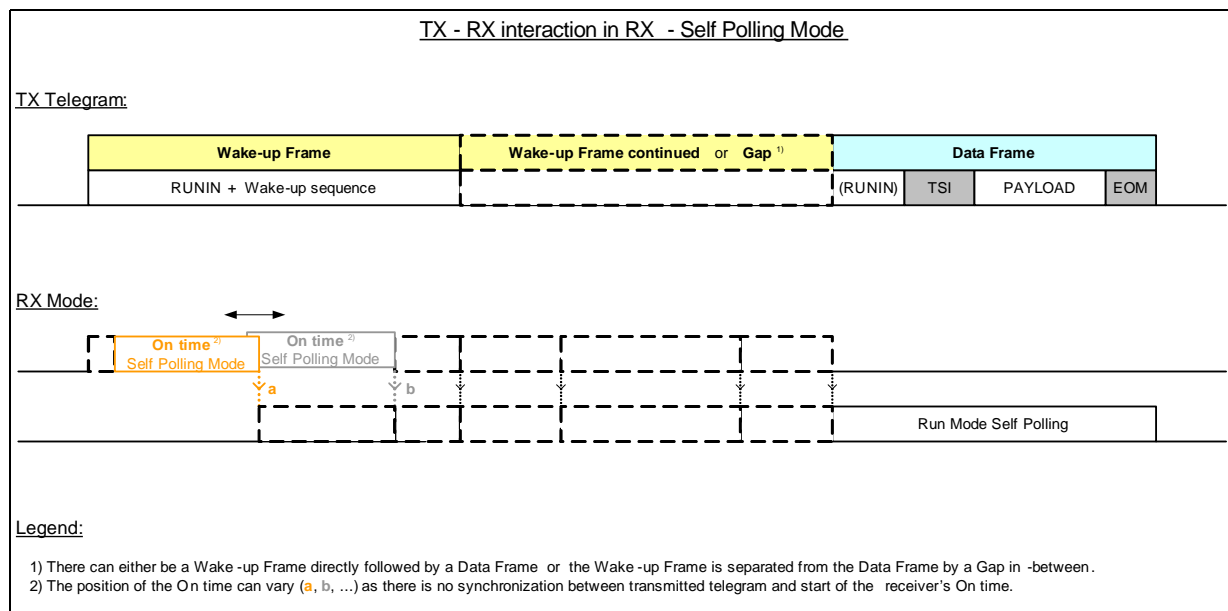 TX - RX interaction in RX - Self Polling Mode
TX Telegram:
Wake-up Frame
Wake-up Frame continued or Gap 1)
Data Frame
RUNIN + Wake-up sequence
(RUNIN)
TSI
PAYLOAD
EOM
RX Mode:
On time 2)
Self Polling Mode
On time 2)
Self Polling Mode
a
b
Run Mode Self Polling
Legend:
1) There can either be a Wake-up Frame directly followed by a Data Frame or the Wake-up Frame is separated from the Data Frame by a Gap in-between.
2) The position of the On time can vary (a, b, ...) as there is no synchronization between transmitted telegram and start of the receiver's On time.